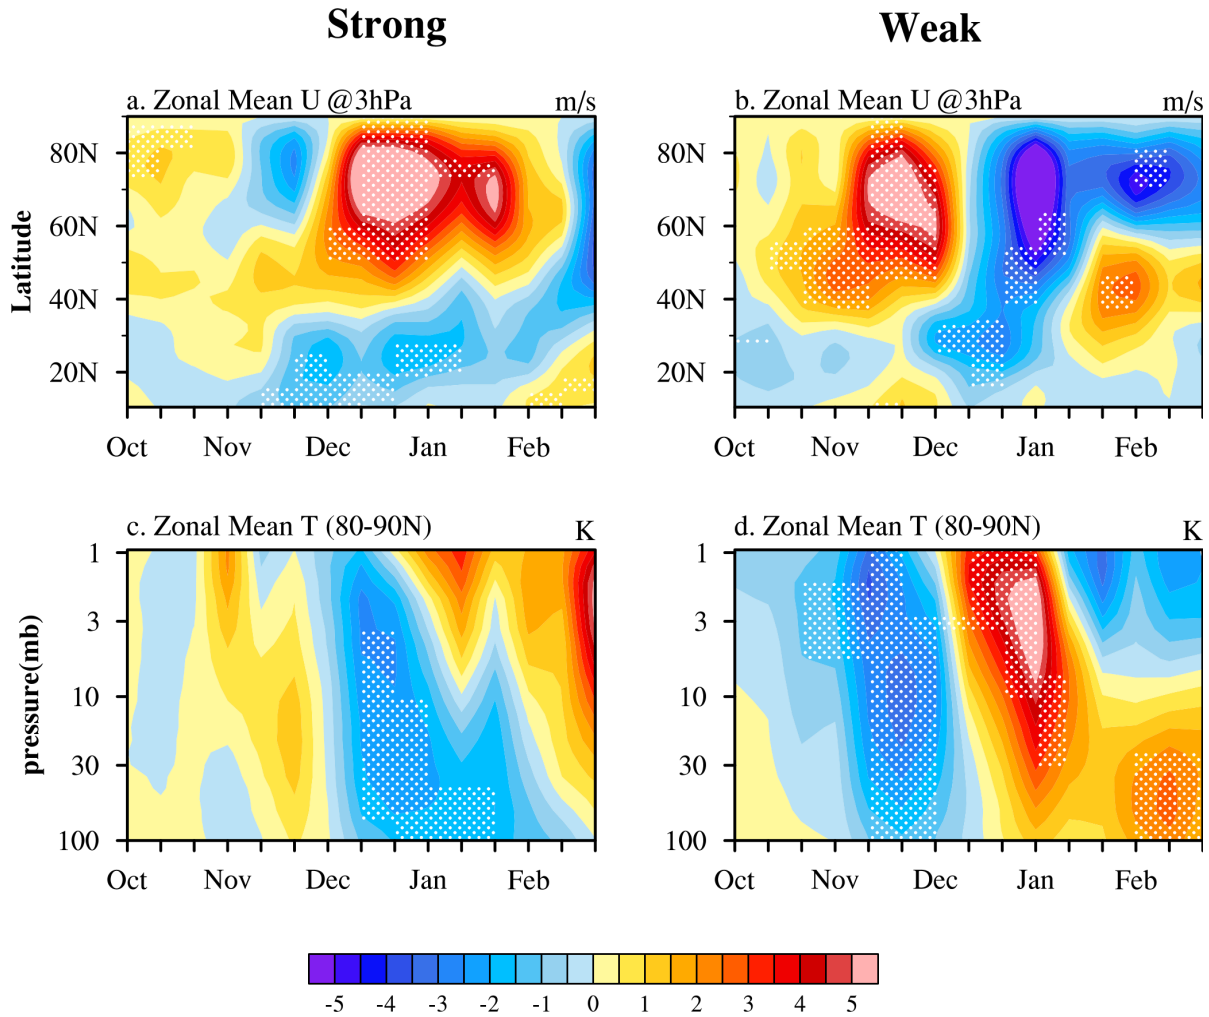 Strong
Weak
a. Zonal Mean U @3hPa m/s
b. Zonal Mean U @3hPa m/s
Latitude
80N
60N
40N
20N
Oct Nov Dec Jan Feb
80N
60N
40N
20N
Oct Nov Dec Jan Feb
c. Zonal Mean T (80-90N) K
d. Zonal Mean T (80-90N) K
pressure(mb)
1
3
10
30
100
Oct Nov Dec Jan Feb
1
3
10
30
100
Oct Nov Dec Jan Feb
-5 -4 -3 -2 -1 0 1 2 3 4 5